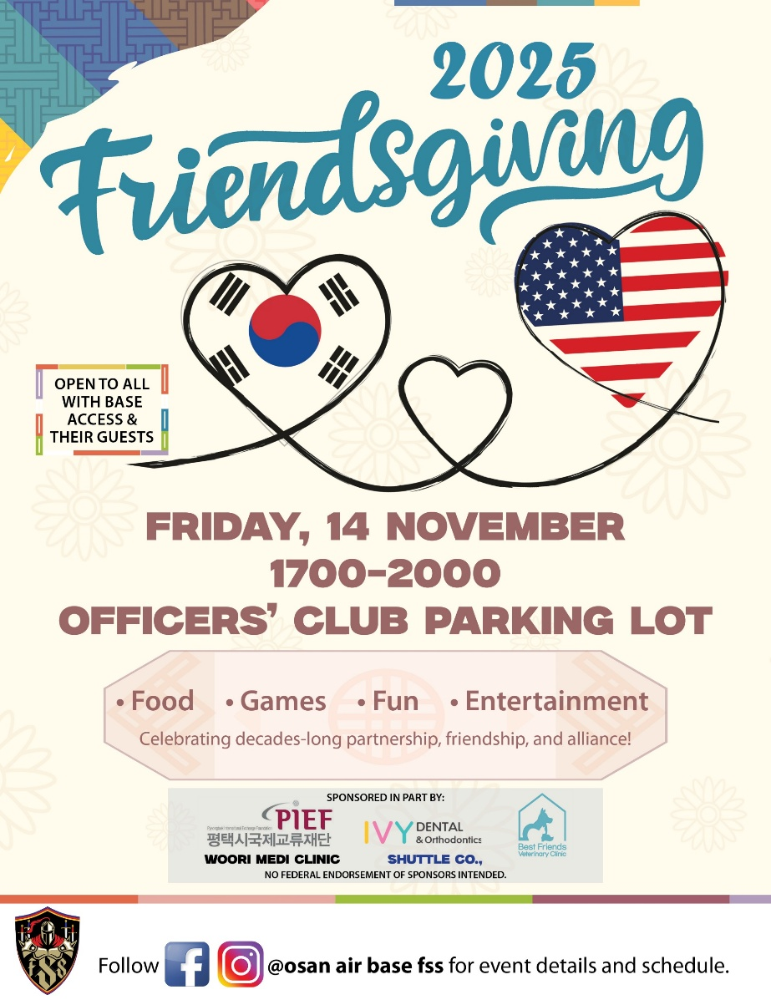 2025
Friendsgiving
OPEN TO ALL
WITH BASE
ACCESS &
THEIR GUESTS
FRIDAY, 14 NOVEMBER
1700-2000
OFFICERS' CLUB PARKING LOT
• Food • Games • Fun • Entertainment
Celebrating decades-long partnership, friendship, and alliance!
SPONSORED IN PART BY:
PIEF
Pyeongtaek International Exchange Foundation
평택시국제교류재단
IVY DENTAL
& Orthodontics
Best Friends
Veterinary Clinic
WOORI MEDI CLINIC
SHUTTLE CO.,
NO FEDERAL ENDORSEMENT OF SPONSORS INTENDED.
FSS
Follow @osan air base fss for event details and schedule.